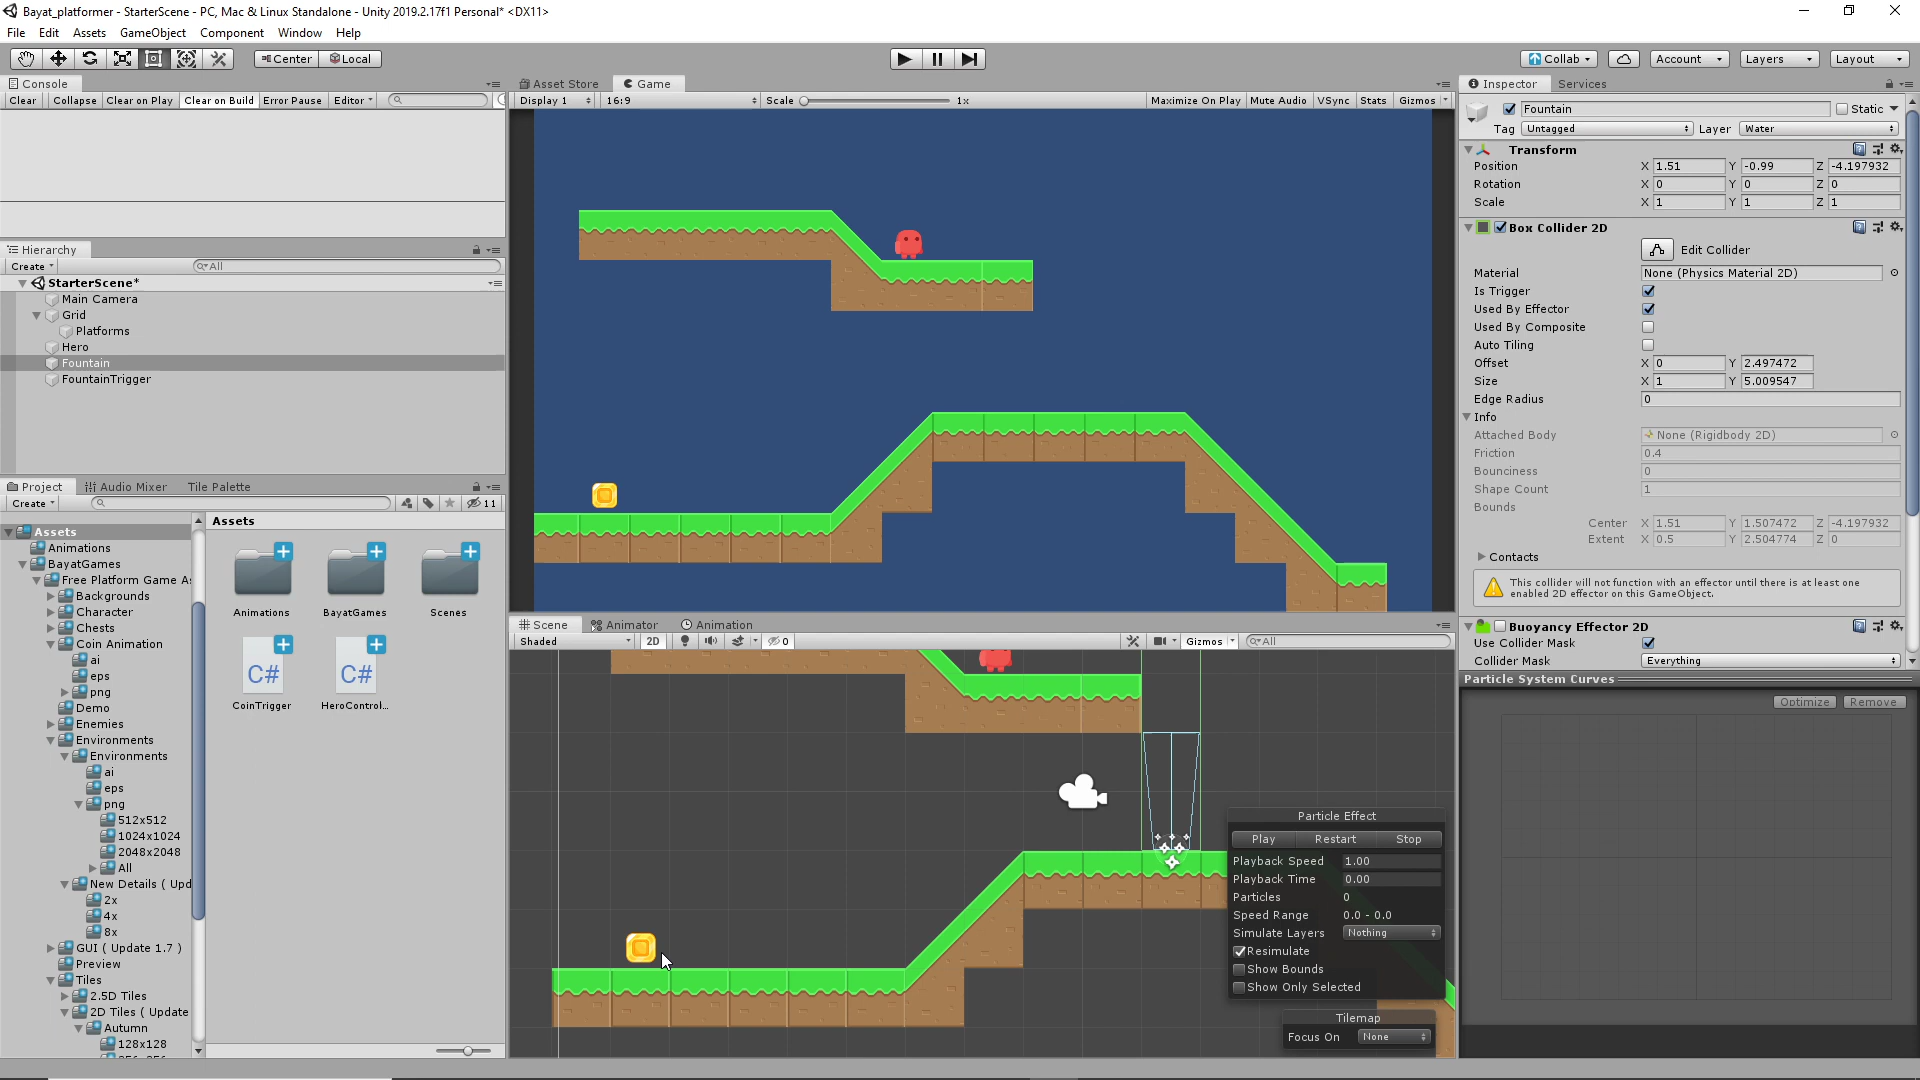 Bayat_platformer - StarterScene - PC, Mac & Linux Standalone - Unity 2019.2.17f1 Personal* <DX11>
File Edit Assets GameObject Component Window Help
Center Local Collab Account Layers Layout
Console
Clear Collapse Clear on Play Clear on Build Error Pause Editor
Hierarchy
Create All
StarterScene*
Main Camera
Grid
Platforms
Hero
Fountain
FountainTrigger
Project Audio Mixer Tile Palette
Create 11
Assets
Animations
BayatGames
Free Platform Game As
Backgrounds
Character
Chests
Coin Animation
ai
eps
png
Demo
Enemies
Environments
Environments
ai
eps
png
512x512
1024x1024
2048x2048
All
New Details ( Upd
2x
4x
8x
GUI ( Update 1.7 )
Preview
Tiles
2.5D Tiles
2D Tiles ( Update
Autumn
128x128
Assets
Animations BayatGames Scenes
C# C#
CoinTrigger HeroControl...
Asset Store Game
Display 1 16:9 Scale 1x Maximize On Play Mute Audio VSync Stats Gizmos
Scene Animator Animation
Shaded 2D 0 Gizmos All
Particle Effect
Play Restart Stop
Playback Speed 1.00
Playback Time 0.00
Particles 0
Speed Range 0.0 - 0.0
Simulate Layers Nothing
Resimulate
Show Bounds
Show Only Selected
Tilemap
Focus On None
Inspector Services
Fountain Static
Tag Untagged Layer Water
Transform
Position X 1.51 Y -0.99 Z -4.197932
Rotation X 0 Y 0 Z 0
Scale X 1 Y 1 Z 1
Box Collider 2D
Edit Collider
Material None (Physics Material 2D)
Is Trigger
Used By Effector
Used By Composite
Auto Tiling
Offset X 0 Y 2.497472
Size X 1 Y 5.009547
Edge Radius 0
Info
Attached Body None (Rigidbody 2D)
Friction 0.4
Bounciness 0
Shape Count 1
Bounds
Center X 1.51 Y 1.507472 Z -4.197932
Extent X 0.5 Y 2.504774 Z 0
Contacts
This collider will not function with an effector until there is at least one
enabled 2D effector on this GameObject.
Buoyancy Effector 2D
Use Collider Mask
Collider Mask Everything
Particle System Curves
Optimize Remove